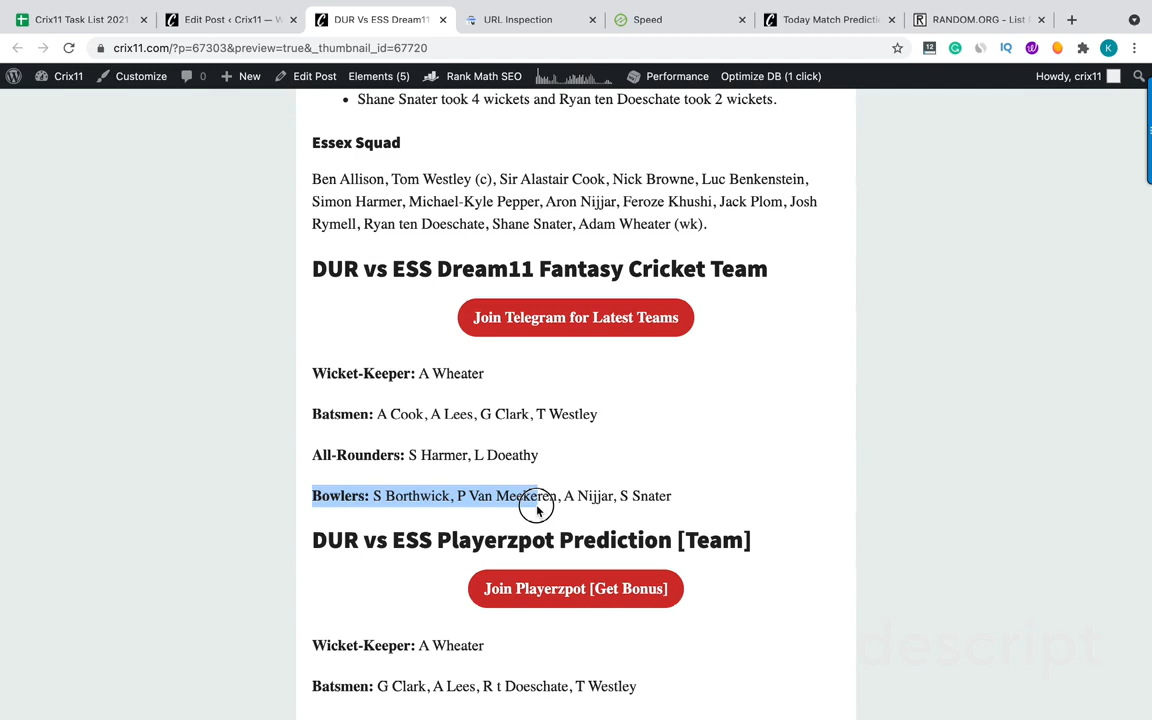 Crix11 Task List 2021
Edit Post ‹ Crix11 — W
DUR Vs ESS Dream11
URL Inspection
Speed
Today Match Predictio
RANDOM.ORG - List
crix11.com/?p=67303&preview=true&_thumbnail_id=67720
Crix11 Customize 0 New Edit Post Elements (5) Rank Math SEO Performance Optimize DB (1 click) Howdy, crix11
Shane Snater took 4 wickets and Ryan ten Doeschate took 2 wickets.
Essex Squad
Ben Allison, Tom Westley (c), Sir Alastair Cook, Nick Browne, Luc Benkenstein,
Simon Harmer, Michael-Kyle Pepper, Aron Nijjar, Feroze Khushi, Jack Plom, Josh
Rymell, Ryan ten Doeschate, Shane Snater, Adam Wheater (wk).
DUR vs ESS Dream11 Fantasy Cricket Team
Join Telegram for Latest Teams
Wicket-Keeper: A Wheater
Batsmen: A Cook, A Lees, G Clark, T Westley
All-Rounders: S Harmer, L Doeathy
Bowlers: S Borthwick, P Van Meekeren, A Nijjar, S Snater
DUR vs ESS Playerzpot Prediction [Team]
Join Playerzpot [Get Bonus]
Wicket-Keeper: A Wheater
Batsmen: G Clark, A Lees, R t Doeschate, T Westley
descript